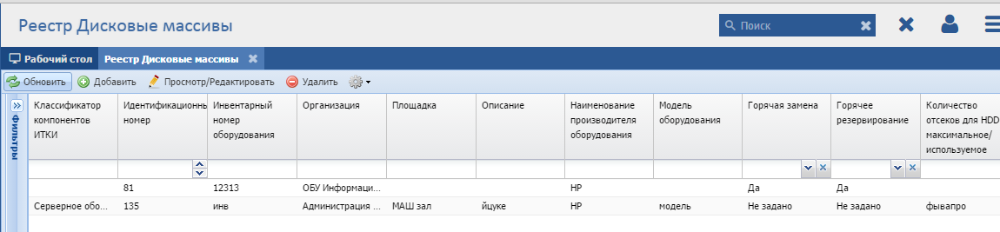 Реестр Дисковые массивы
Поиск
Рабочий стол Реестр Дисковые массивы
Обновить Добавить Просмотр/Редактировать Удалить
Фильтры
Классификатор компонентов ИТКИ
Идентификационнь номер
Инвентарный номер оборудования
Организация
Площадка
Описание
Наименование производителя оборудования
Модель оборудования
Горячая замена
Горячее резервирование
Количество отсеков для HDD максимальное/ используемое
81 12313 ОБУ Информаци... HP Да Да
Серверное обо... 135 инв Администрация ... МАШ зал йцуке HP модель Не задано Не задано фывапро